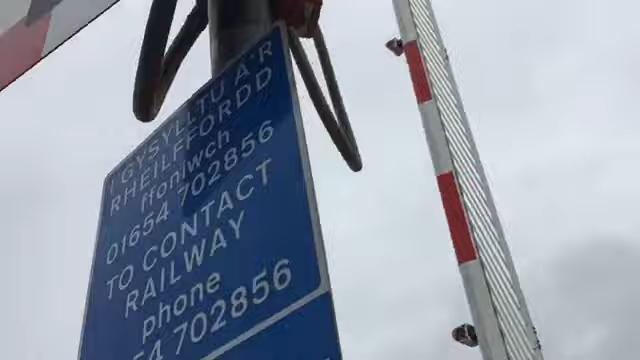 I GYSYLLTU A'R
RHEILFFORDD
ffoniwch
01654 702856
TO CONTACT
RAILWAY
phone
54 702856